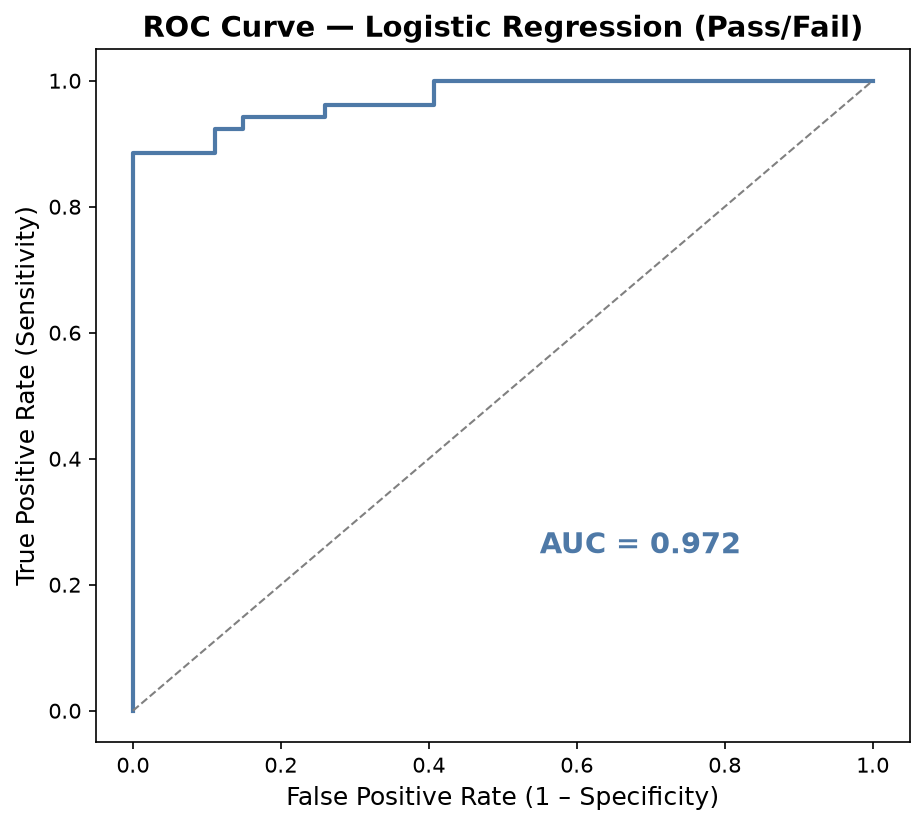 ROC Curve — Logistic Regression (Pass/Fail)
True Positive Rate (Sensitivity)
1.0
0.8
0.6
0.4
0.2
0.0
AUC = 0.972
0.0 0.2 0.4 0.6 0.8 1.0
False Positive Rate (1 – Specificity)